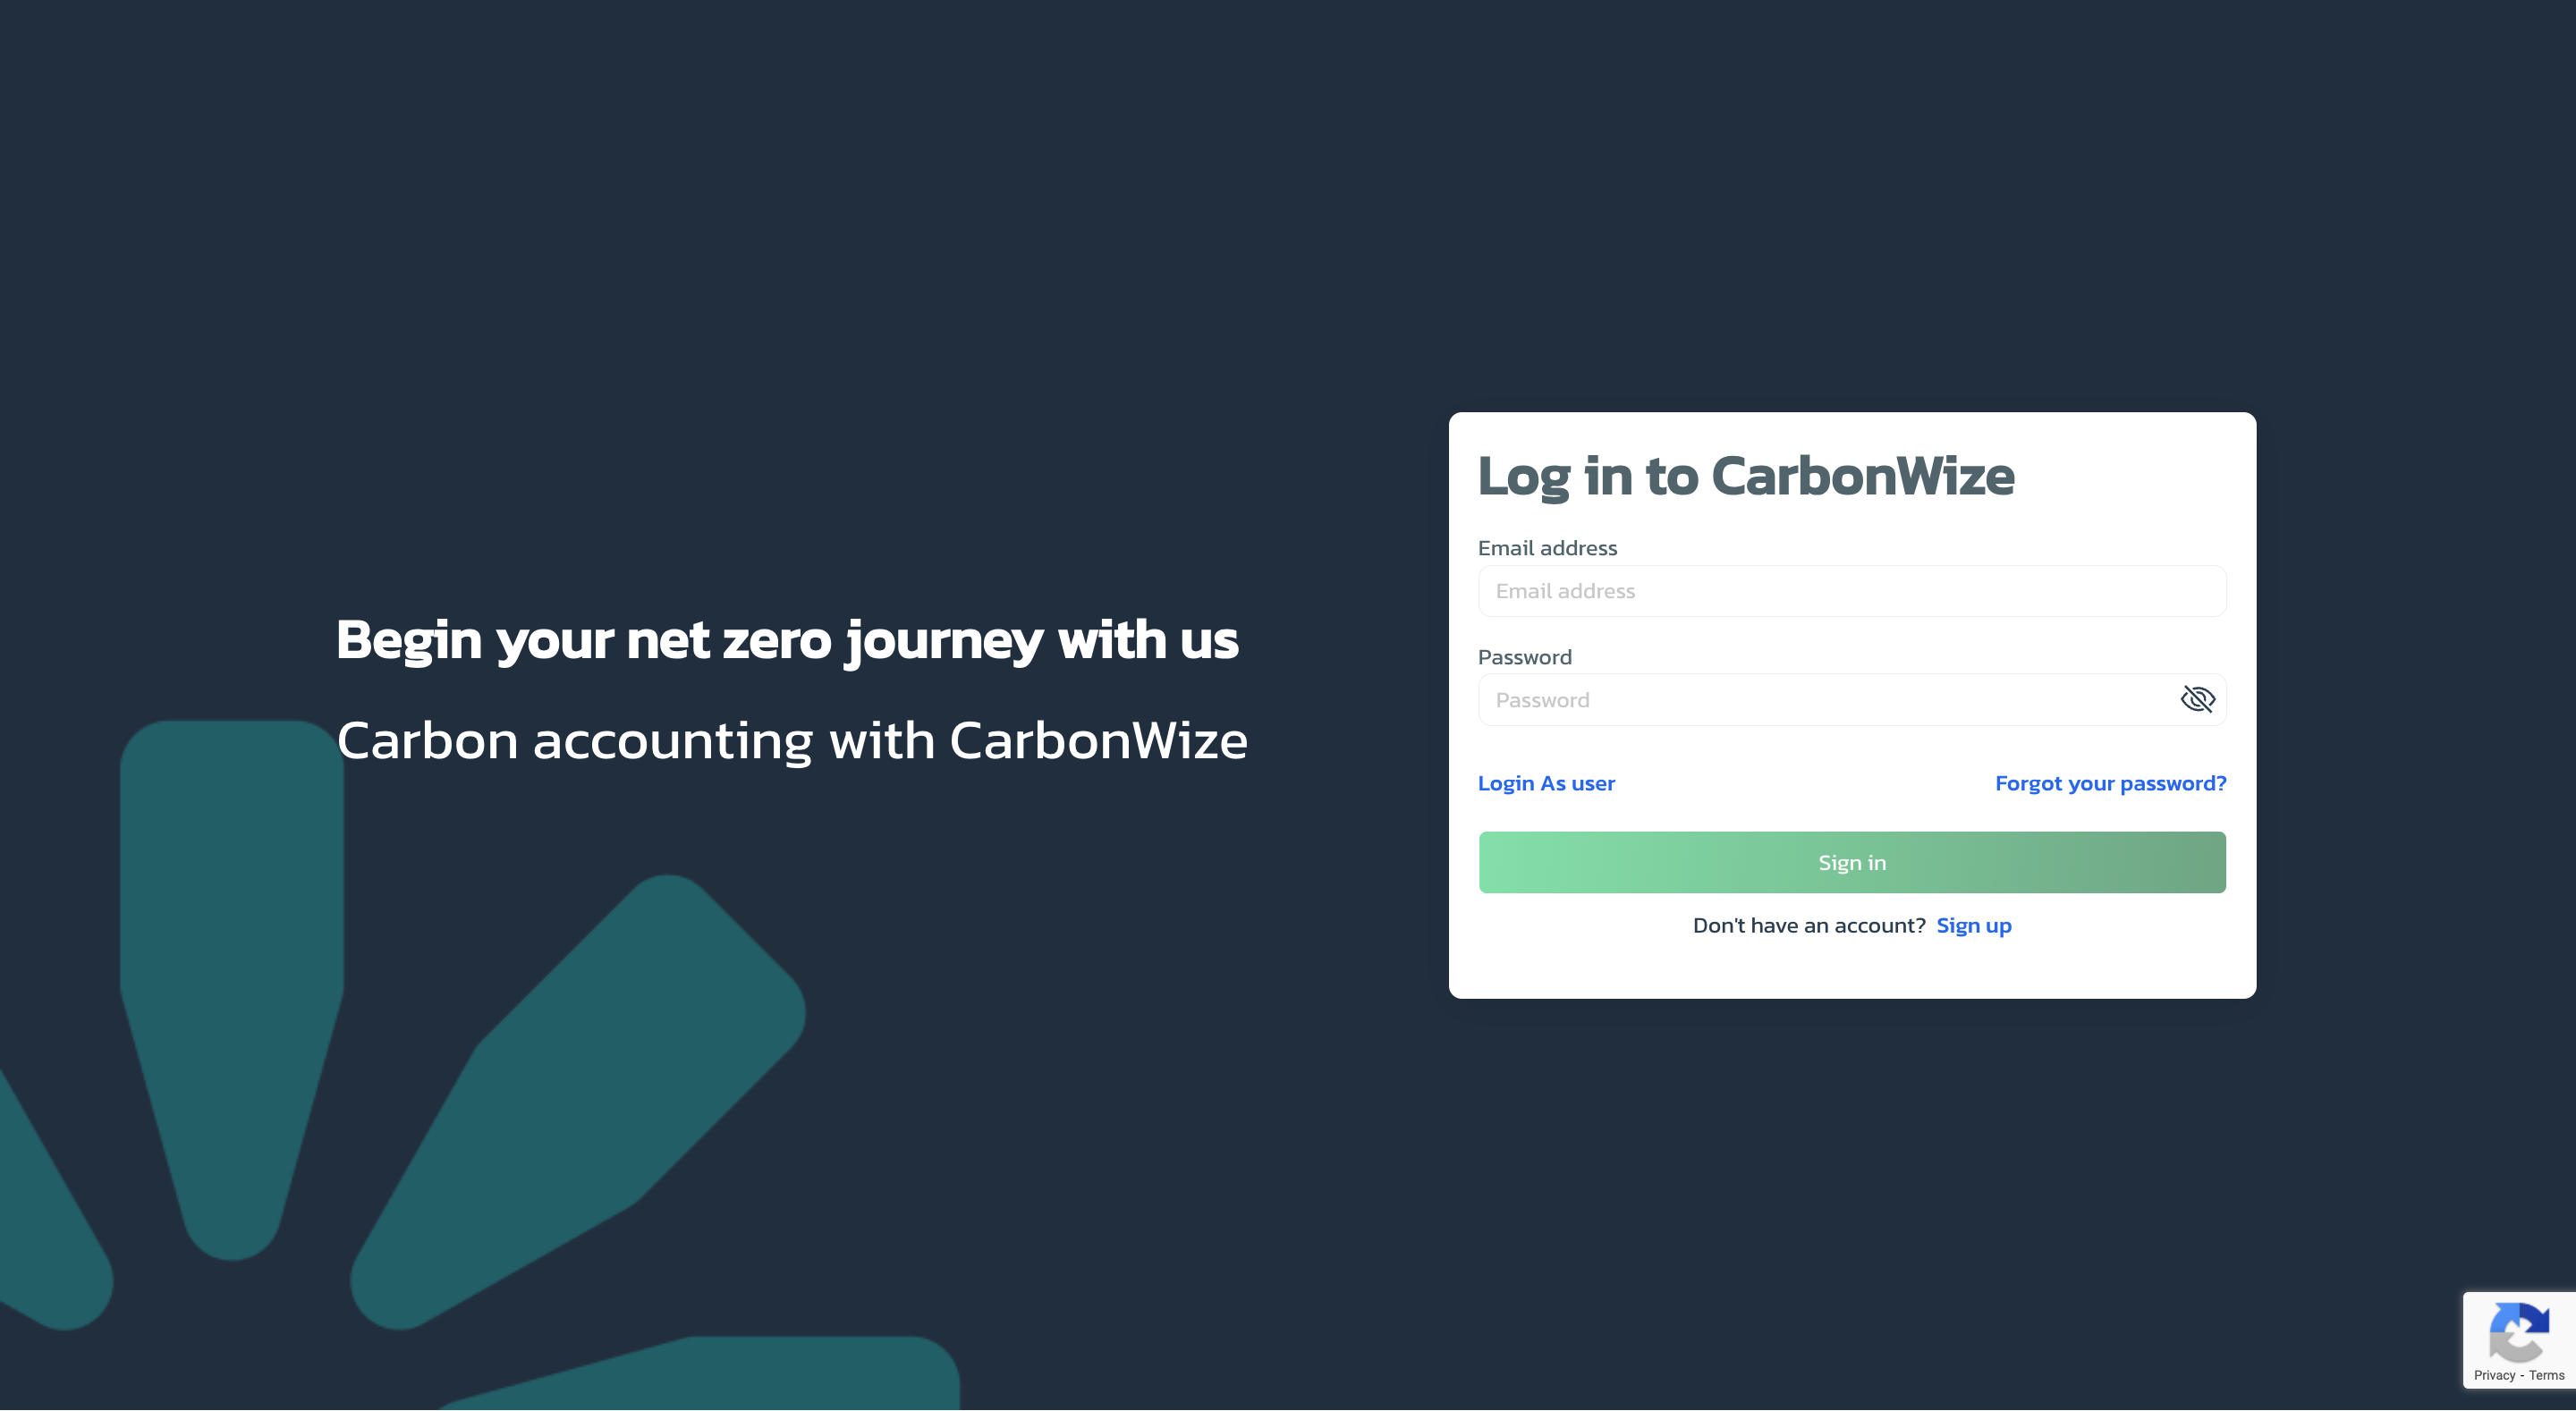 Begin your net zero journey with us
Carbon accounting with CarbonWize
Log in to CarbonWize
Email address
Email address
Password
Password
Login As user Forgot your password?
Sign in
Don't have an account? Sign up
Privacy - Terms